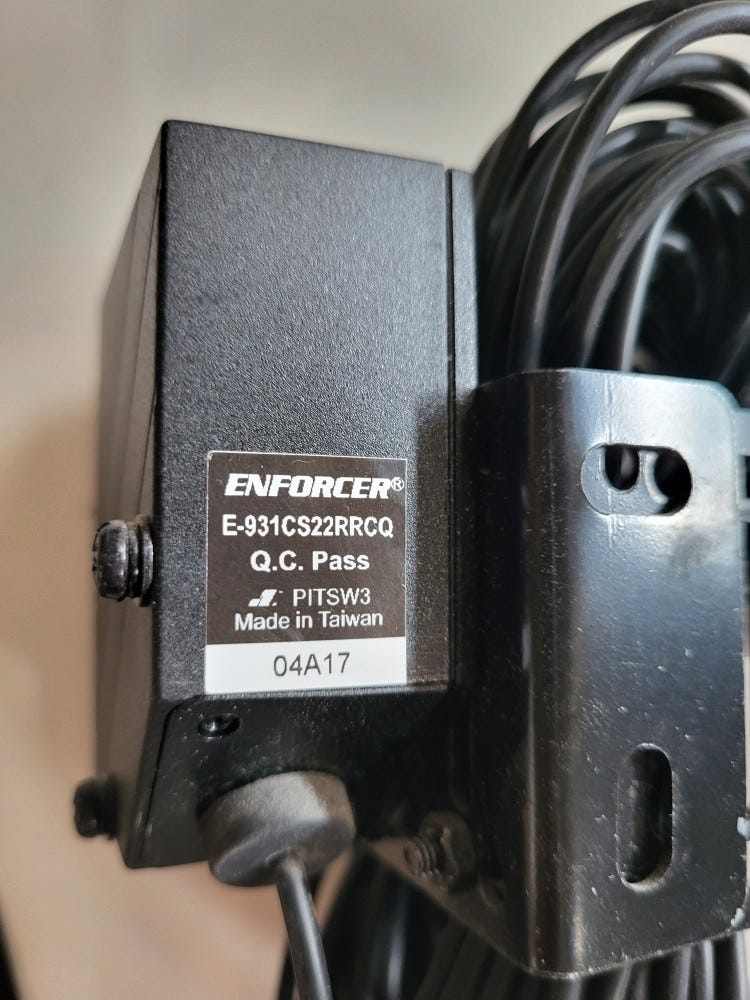 ENFORCER®
E-931CS22RRCQ
Q.C. Pass
PITSW3
Made in Taiwan
04A17